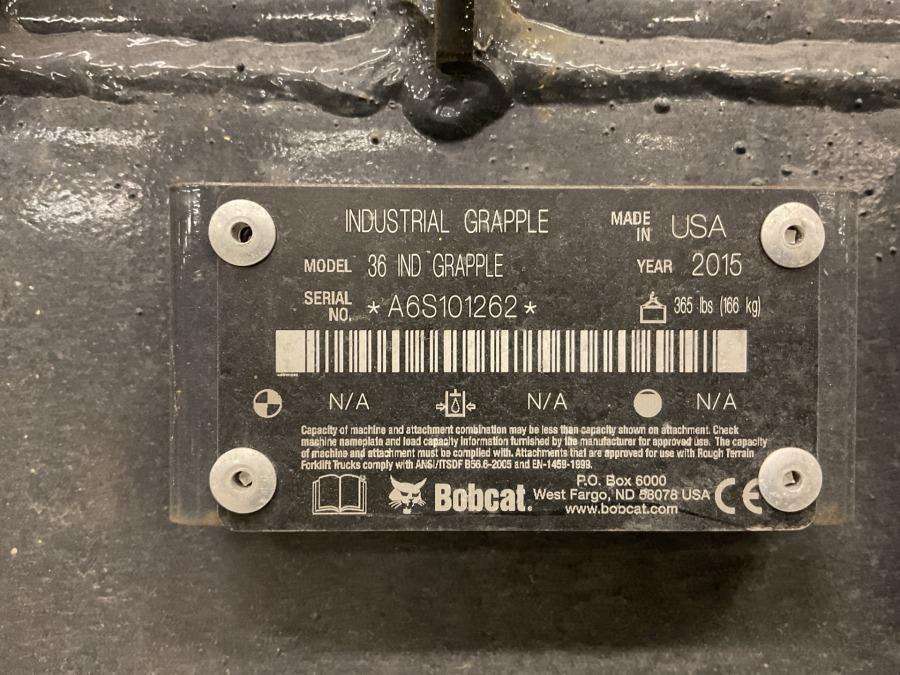 INDUSTRIAL GRAPPLE MADE IN USA
MODEL 36 IND GRAPPLE YEAR 2015
SERIAL NO. *A6S101262* 365 lbs (166 kg)
N/A N/A N/A
Capacity of machine and attachment combination may be less than capacity shown on attachment. Check
machine nameplate and load capacity information furnished by the manufacturer for approved use. The capacity
of machine and attachment must be complied with. Attachments that are approved for use with Rough Terrain
Forklift Trucks comply with ANSI/ITSDF B56.6-2005 and EN-1459-1999.
Bobcat.
P.O. Box 6000
West Fargo, ND 58078 USA
www.bobcat.com
CE